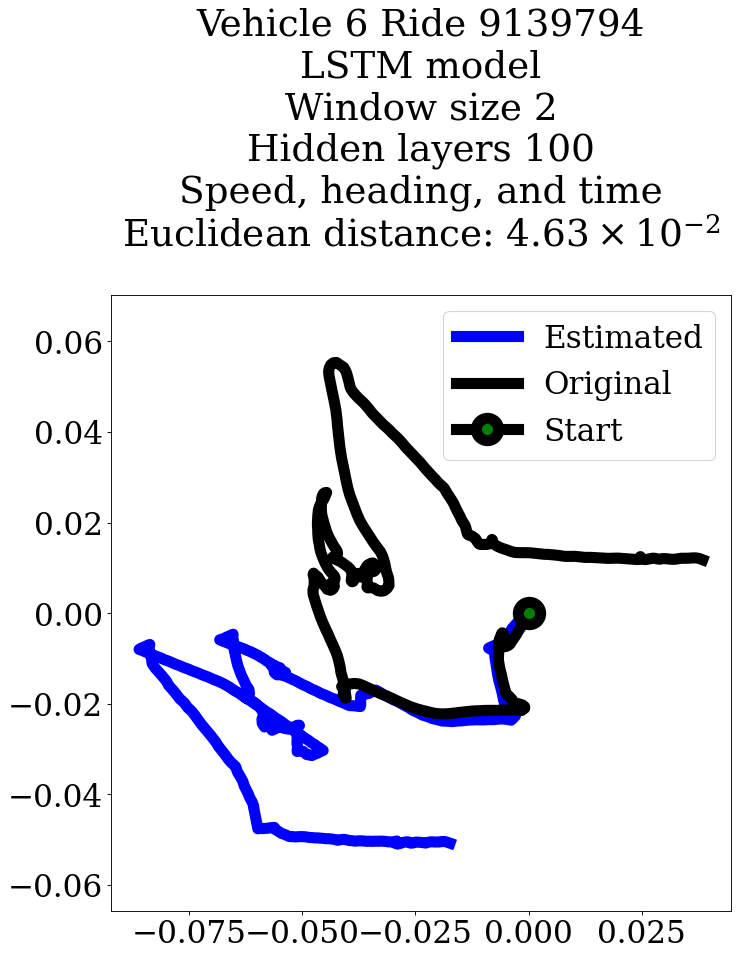 Vehicle 6 Ride 9139794
LSTM model
Window size 2
Hidden layers 100
Speed, heading, and time
Euclidean distance: 4.63 × 10⁻²
Estimated
Original
Start
0.06
0.04
0.02
0.00
−0.02
−0.04
−0.06
−0.075 −0.050 −0.025 0.000 0.025